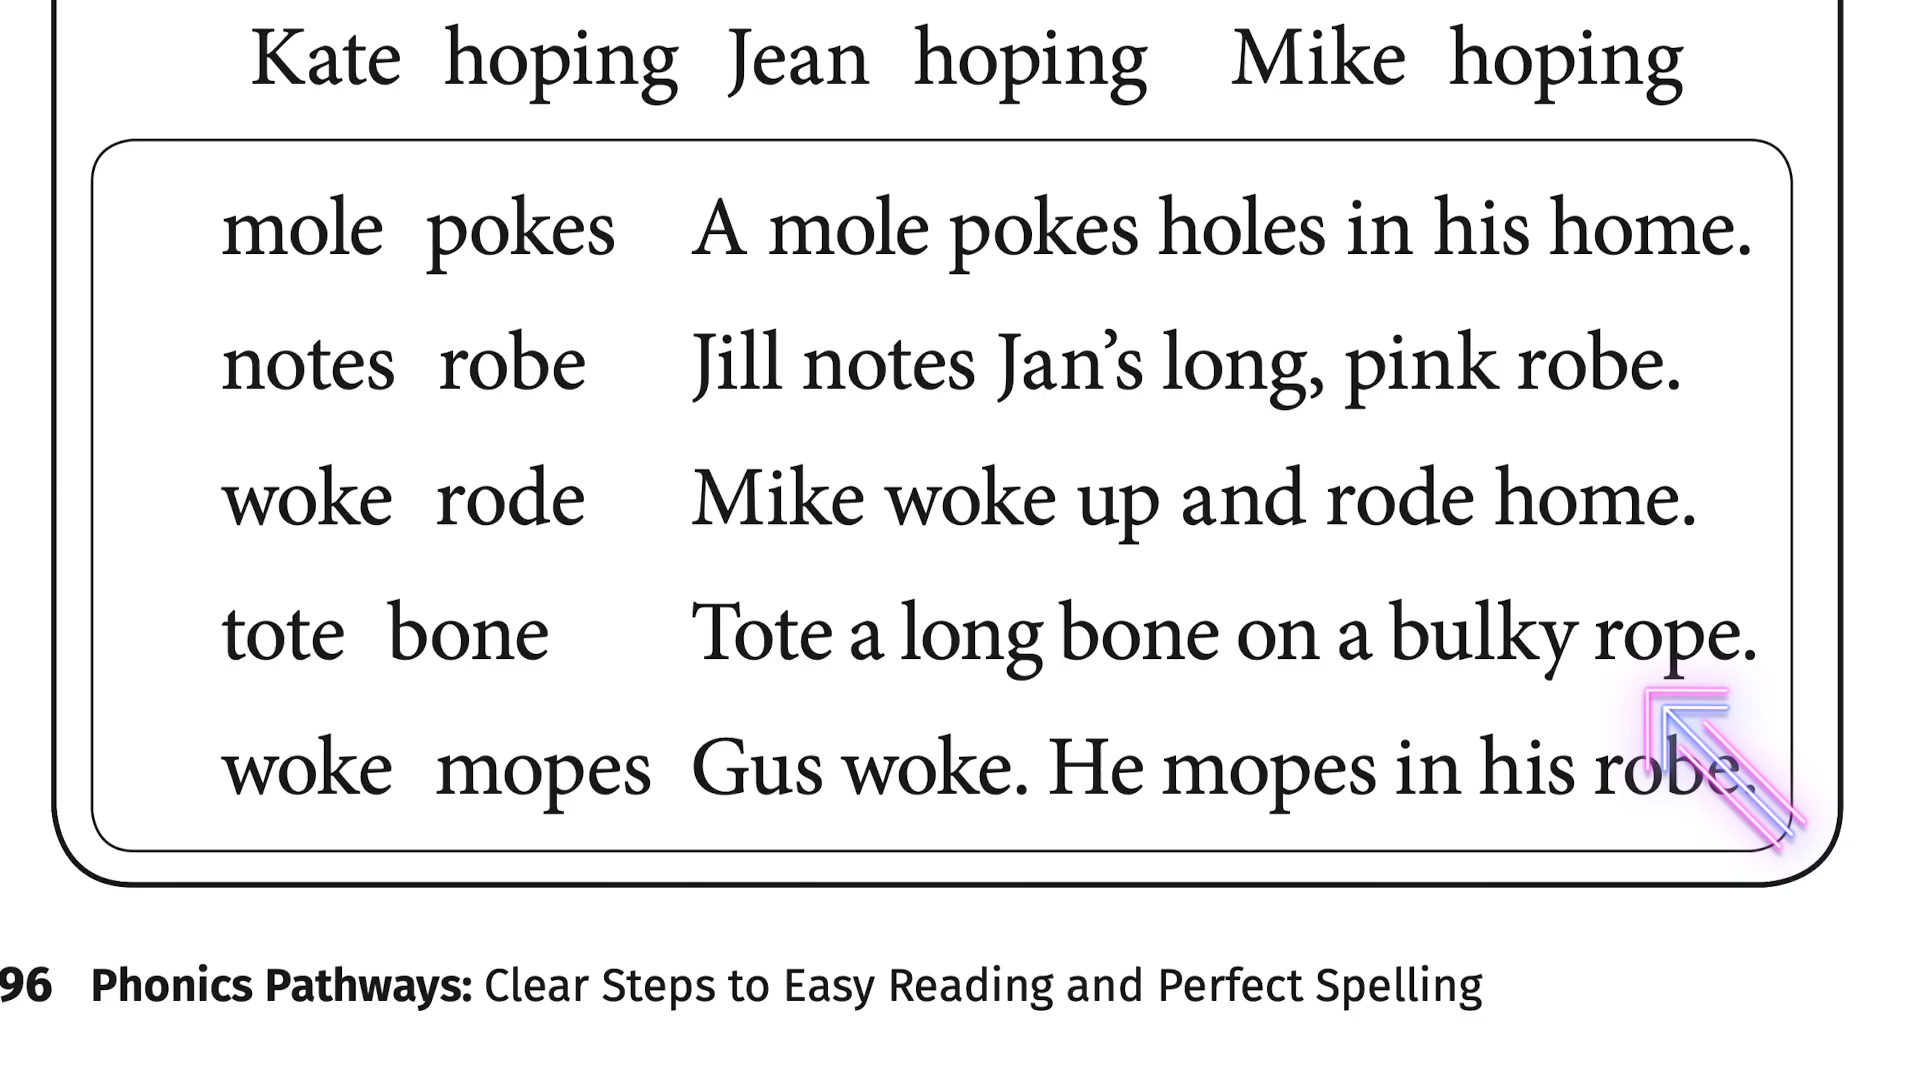 Kate hoping Jean hoping Mike hoping
mole pokes A mole pokes holes in his home.
notes robe Jill notes Jan’s long, pink robe.
woke rode Mike woke up and rode home.
tote bone Tote a long bone on a bulky rope.
woke mopes Gus woke. He mopes in his robe.
96 Phonics Pathways: Clear Steps to Easy Reading and Perfect Spelling